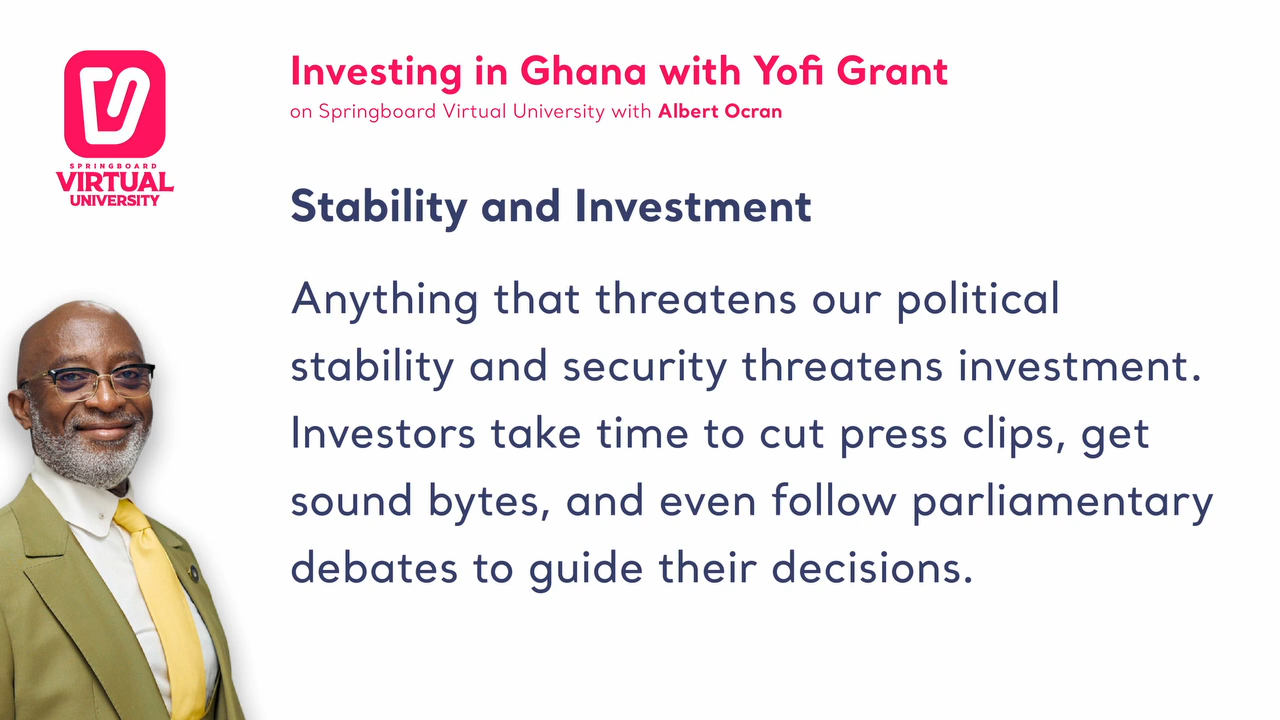 SPRINGBOARD
VIRTUAL
UNIVERSITY
Investing in Ghana with Yofi Grant
on Springboard Virtual University with Albert Ocran
Stability and Investment
Anything that threatens our political
stability and security threatens investment.
Investors take time to cut press clips, get
sound bytes, and even follow parliamentary
debates to guide their decisions.